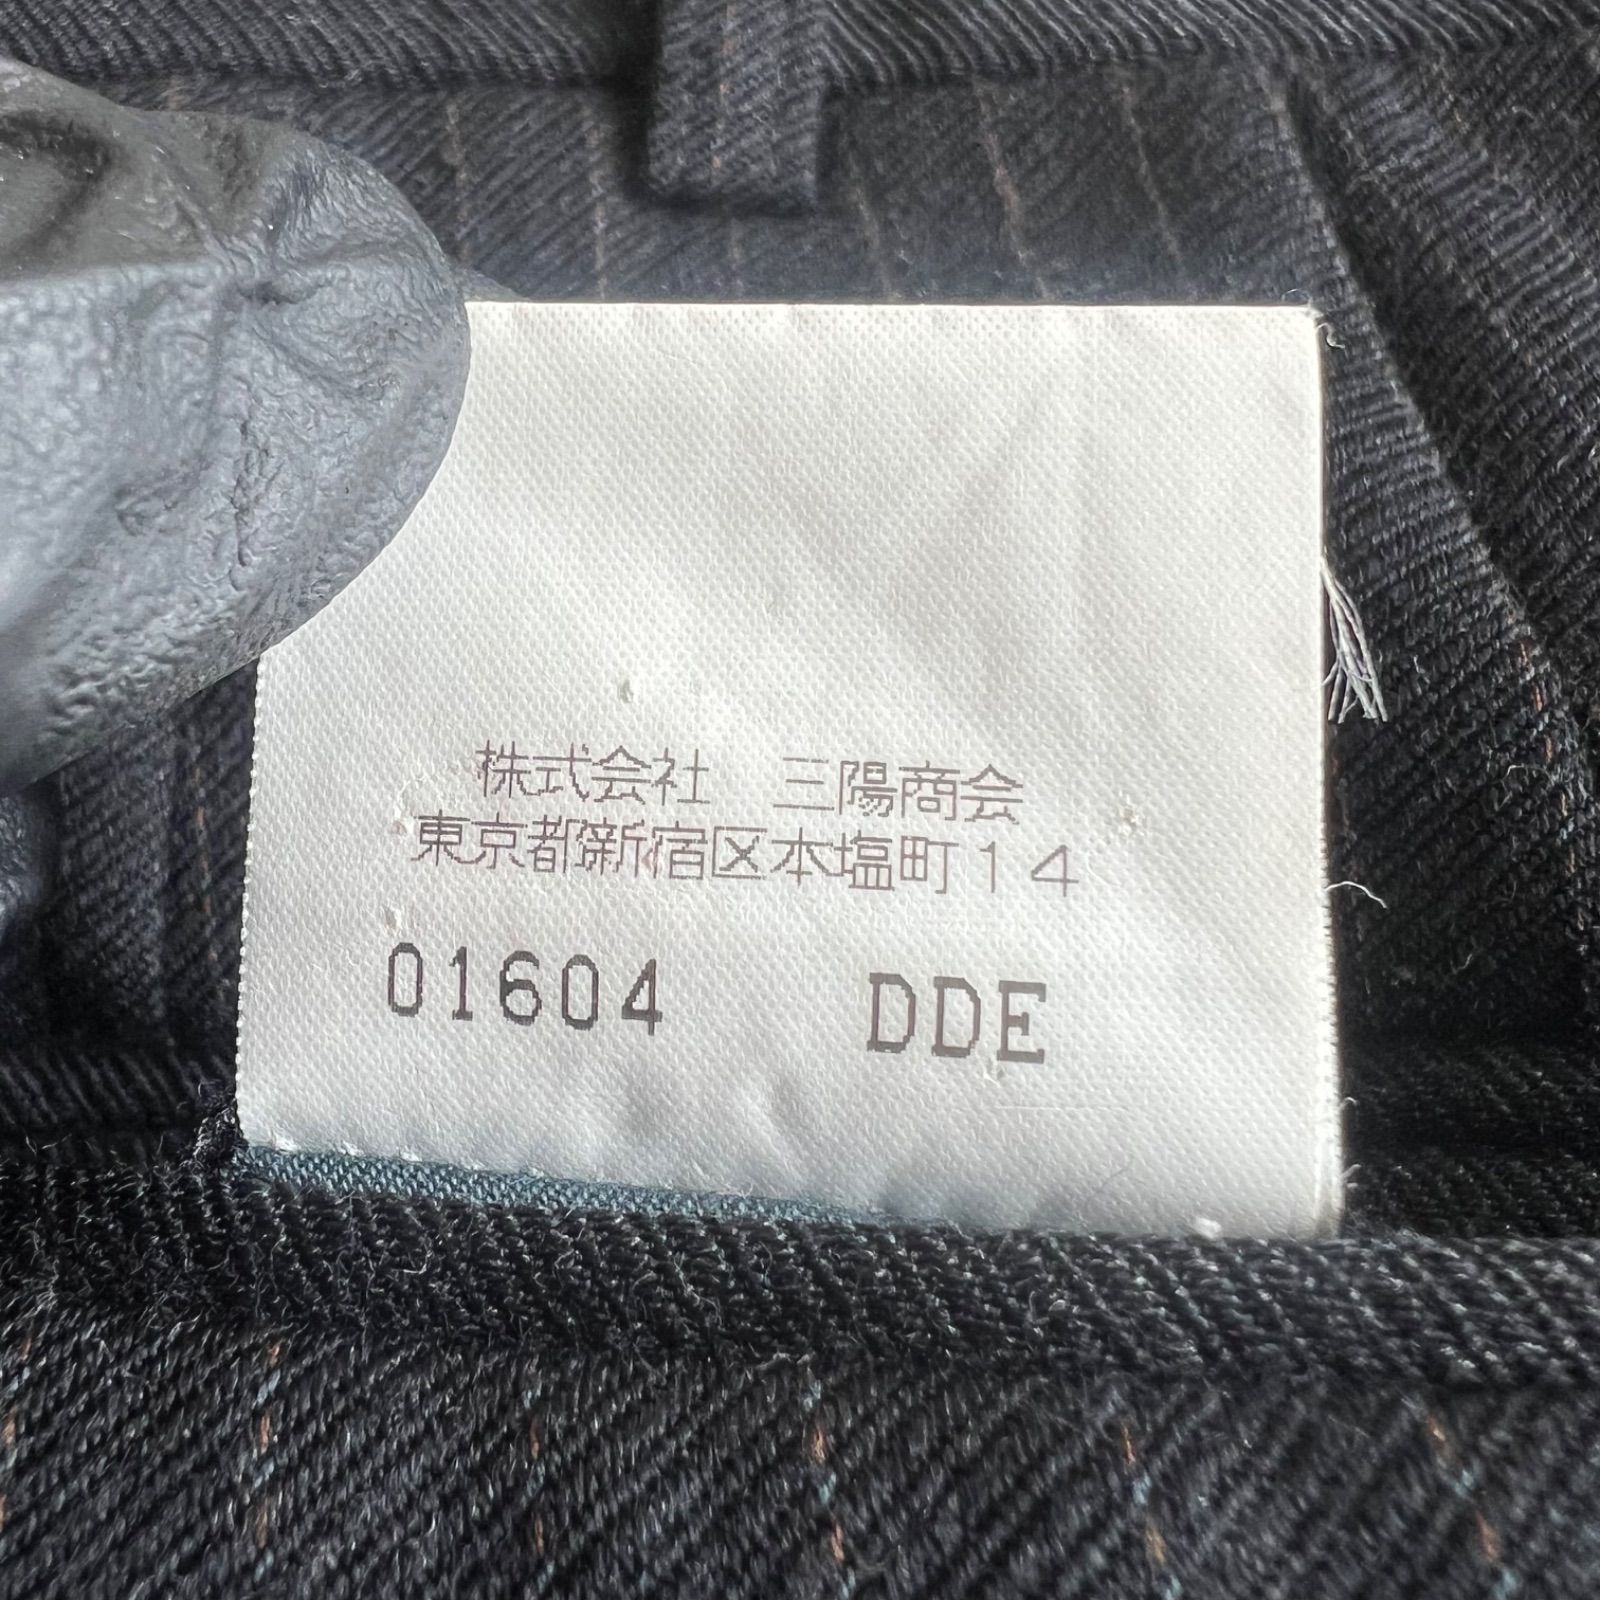 株式会社　三陽商会
東京都新宿区本塩町１４
01604　DDE